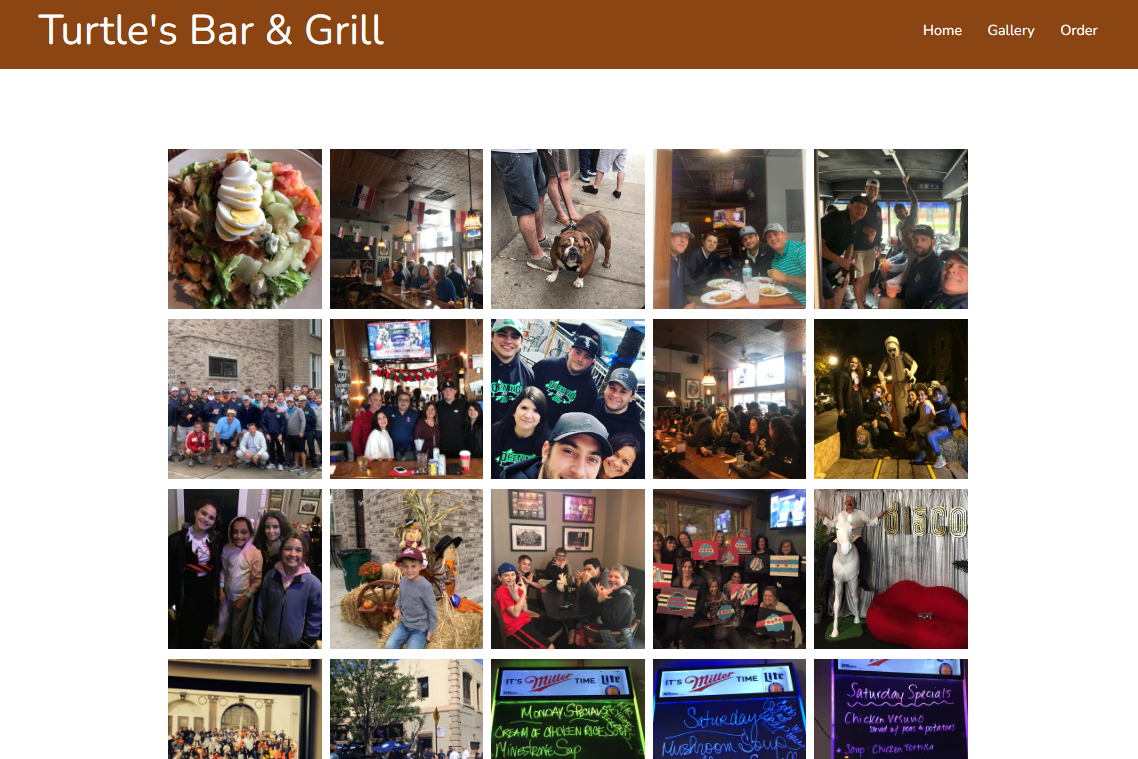 Turtle's Bar & Grill
Home Gallery Order
DISCO
IT'S Miller TIME Lite
MONDAY SPECIALS
CREAM OF CHICKEN RICE SOUP
MINESTRONE SOUP
IT'S Miller TIME Lite
Saturday
Mushroom Soup
Saturday Specials
Chicken Vesuvio
Served w/ peas & potatoes
Soup: Chicken Tortilla